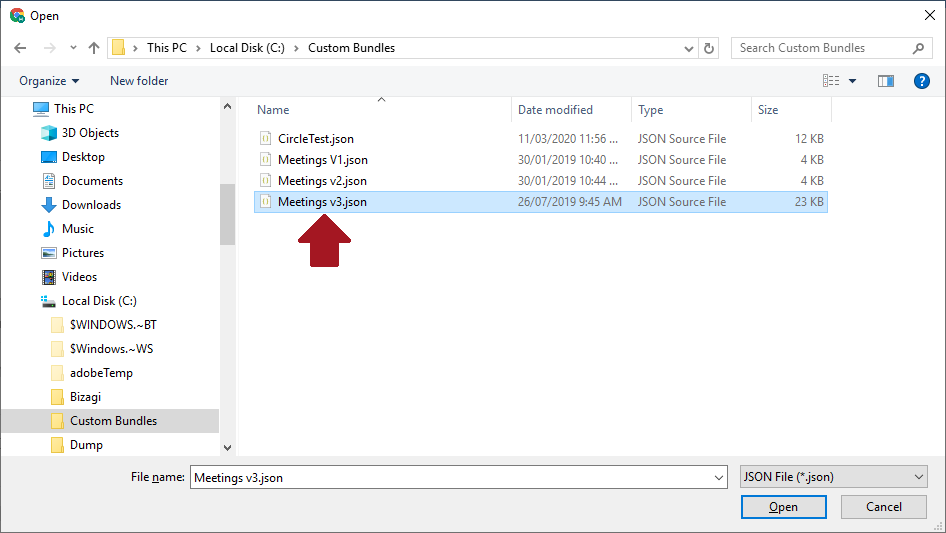 Open
This PC > Local Disk (C:) > Custom Bundles
Search Custom Bundles
Organize New folder
This PC
3D Objects
Desktop
Documents
Downloads
Music
Pictures
Videos
Local Disk (C:)
$WINDOWS.~BT
$Windows.~WS
adobeTemp
Bizagi
Custom Bundles
Dump
Name Date modified Type Size
CircleTest.json 11/03/2020 11:56 ... JSON Source File 12 KB
Meetings V1.json 30/01/2019 10:40 ... JSON Source File 4 KB
Meetings v2.json 30/01/2019 10:44 ... JSON Source File 4 KB
Meetings v3.json 26/07/2019 9:45 AM JSON Source File 23 KB
File name: Meetings v3.json JSON File (*.json)
Open Cancel